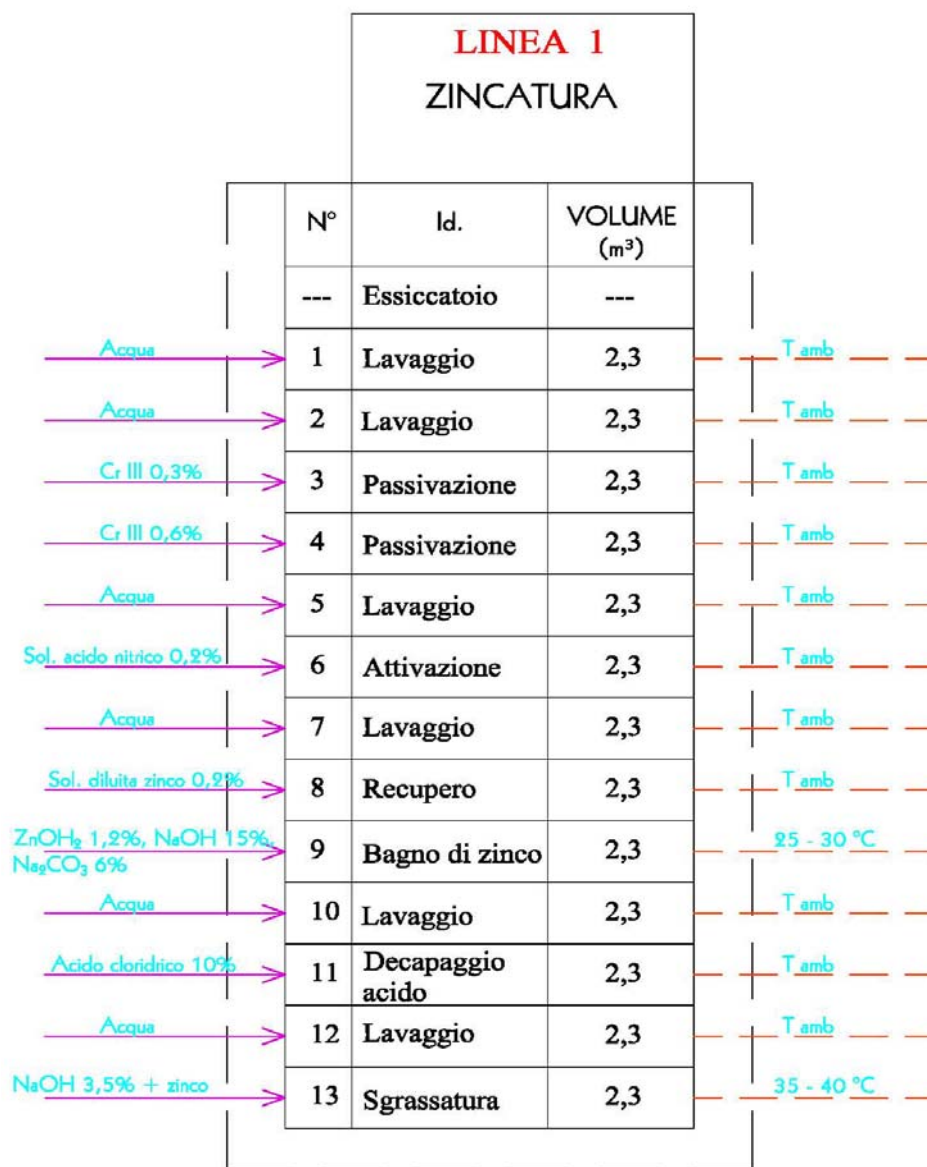 LINEA 1
ZINCATURA
N° Id. VOLUME
(m³)
--- Essiccatoio ---
Acqua 1 Lavaggio 2,3 T amb
Acqua 2 Lavaggio 2,3 T amb
Cr III 0,3% 3 Passivazione 2,3 T amb
Cr III 0,6% 4 Passivazione 2,3 T amb
Acqua 5 Lavaggio 2,3 T amb
Sol. acido nitrico 0,2% 6 Attivazione 2,3 T amb
Acqua 7 Lavaggio 2,3 T amb
Sol. diluita zinco 0,2% 8 Recupero 2,3 T amb
ZnOH₂ 1,2%, NaOH 15%, 9 Bagno di zinco 2,3 25 - 30 °C
Na₂CO₃ 6%
Acqua 10 Lavaggio 2,3 T amb
Acido cloridrico 10% 11 Decapaggio 2,3 T amb
acido
Acqua 12 Lavaggio 2,3 T amb
NaOH 3,5% + zinco 13 Sgrassatura 2,3 35 - 40 °C